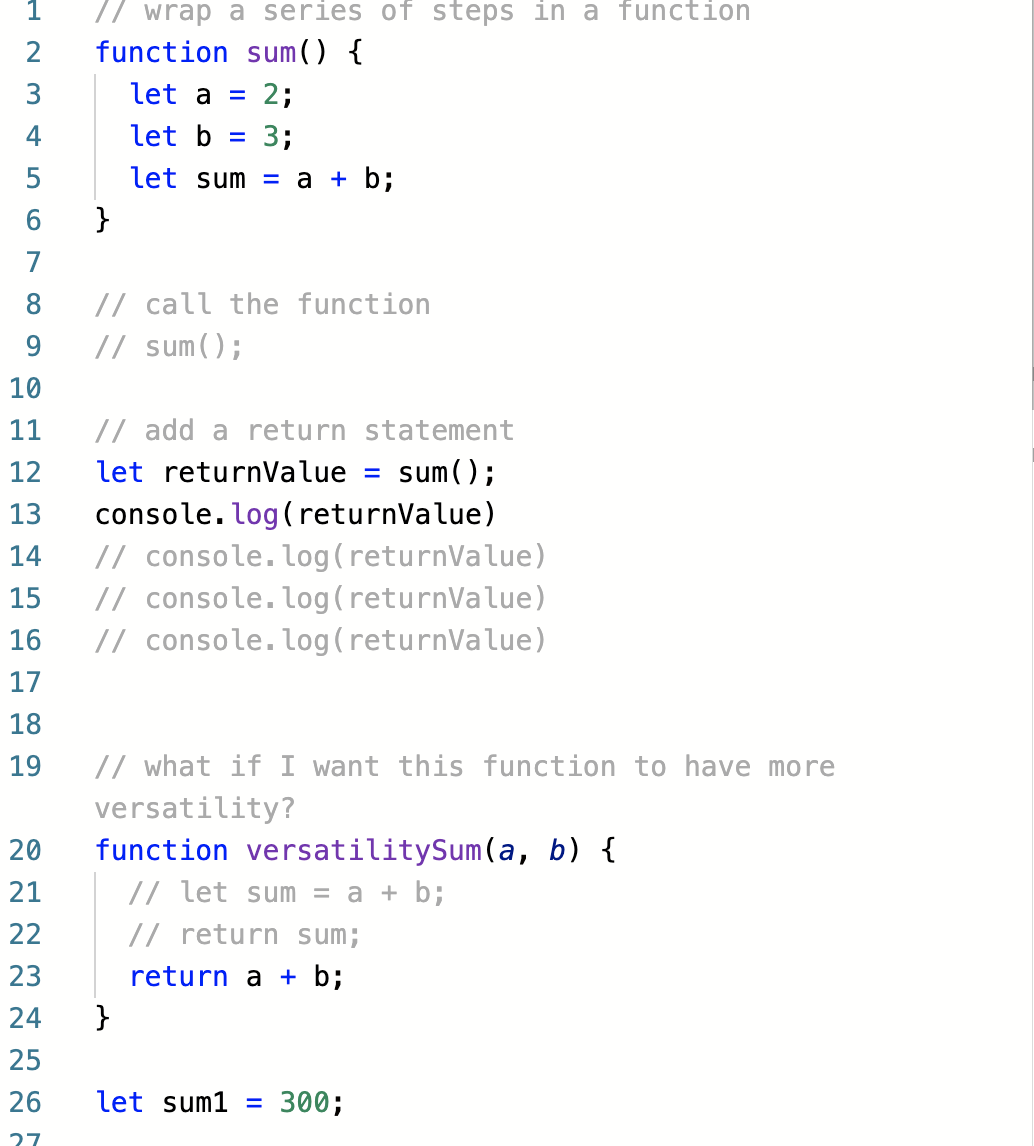 1 // wrap a series of steps in a function
2 function sum() {
3   let a = 2;
4   let b = 3;
5   let sum = a + b;
6 }
7
8 // call the function
9 // sum();
10
11 // add a return statement
12 let returnValue = sum();
13 console.log(returnValue)
14 // console.log(returnValue)
15 // console.log(returnValue)
16 // console.log(returnValue)
17
18
19 // what if I want this function to have more
versatility?
20 function versatilitySum(a, b) {
21   // let sum = a + b;
22   // return sum;
23   return a + b;
24 }
25
26 let sum1 = 300;
27